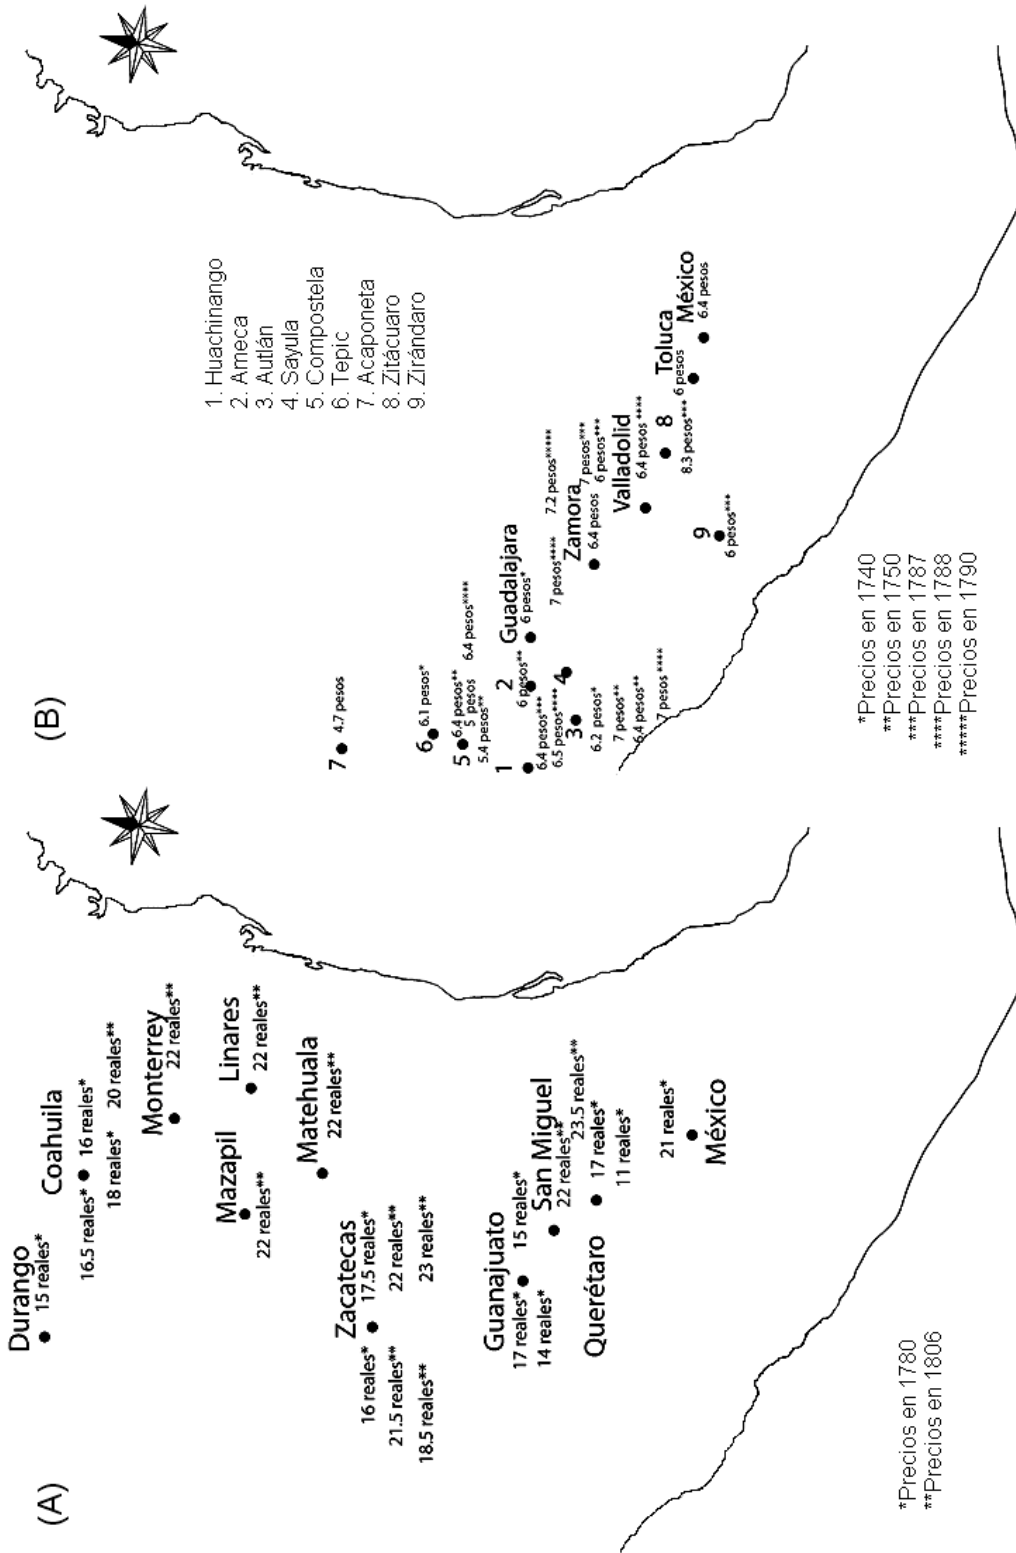 (A)
Durango
15 reales*
Coahuila
16.5 reales*
16 reales*
18 reales*
20 reales**
Monterrey
22 reales**
Mazapil
22 reales**
Linares
22 reales**
Matehuala
22 reales**
Zacatecas
16 reales*
17.5 reales*
21.5 reales**
22 reales**
18.5 reales**
23 reales**
Guanajuato
17 reales*
15 reales*
14 reales*
San Miguel
22 reales**
23.5 reales**
Querétaro
17 reales*
11 reales*
21 reales*
México
*Precios en 1780
**Precios en 1806
(B)
1. Huachinango
2. Ameca
3. Autlán
4. Sayula
5. Compostela
6. Tepic
7. Acaponeta
8. Zitácuaro
9. Zirándaro
7
4.7 pesos
6
6.1 pesos*
5
6.4 pesos**
5 pesos
6.4 pesos****
5.4 pesos**
1
6.4 pesos***
6.5 pesos****
2
6 pesos**
Guadalajara
6 pesos*
7 pesos****
7.2 pesos*****
4
3
6.2 pesos*
7 pesos**
6.4 pesos**
7 pesos ****
Zamora
6.4 pesos
7 pesos***
6 pesos***
Valladolid
6.4 pesos ****
8
8.3 pesos***
9
6 pesos***
Toluca
6 pesos
México
6.4 pesos
*Precios en 1740
**Precios en 1750
***Precios en 1787
****Precios en 1788
*****Precios en 1790